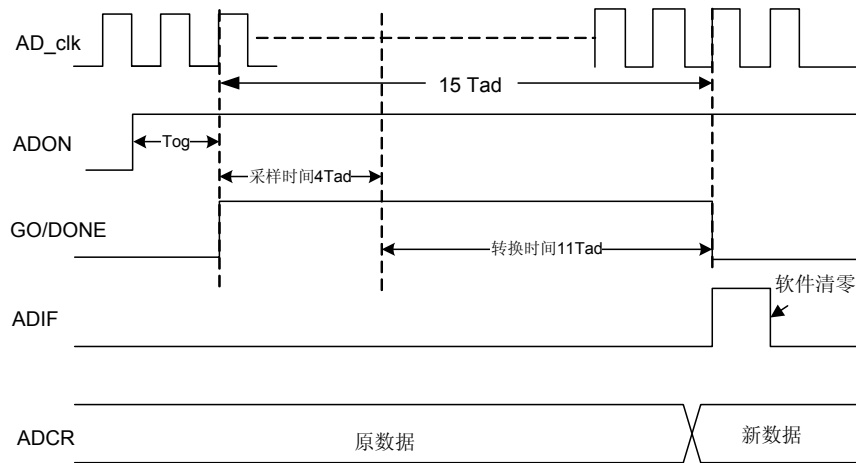 AD_clk
15 Tad
ADON
Tog
采样时间4Tad
GO/DONE
转换时间11Tad
软件清零
ADIF
ADCR
原数据
新数据